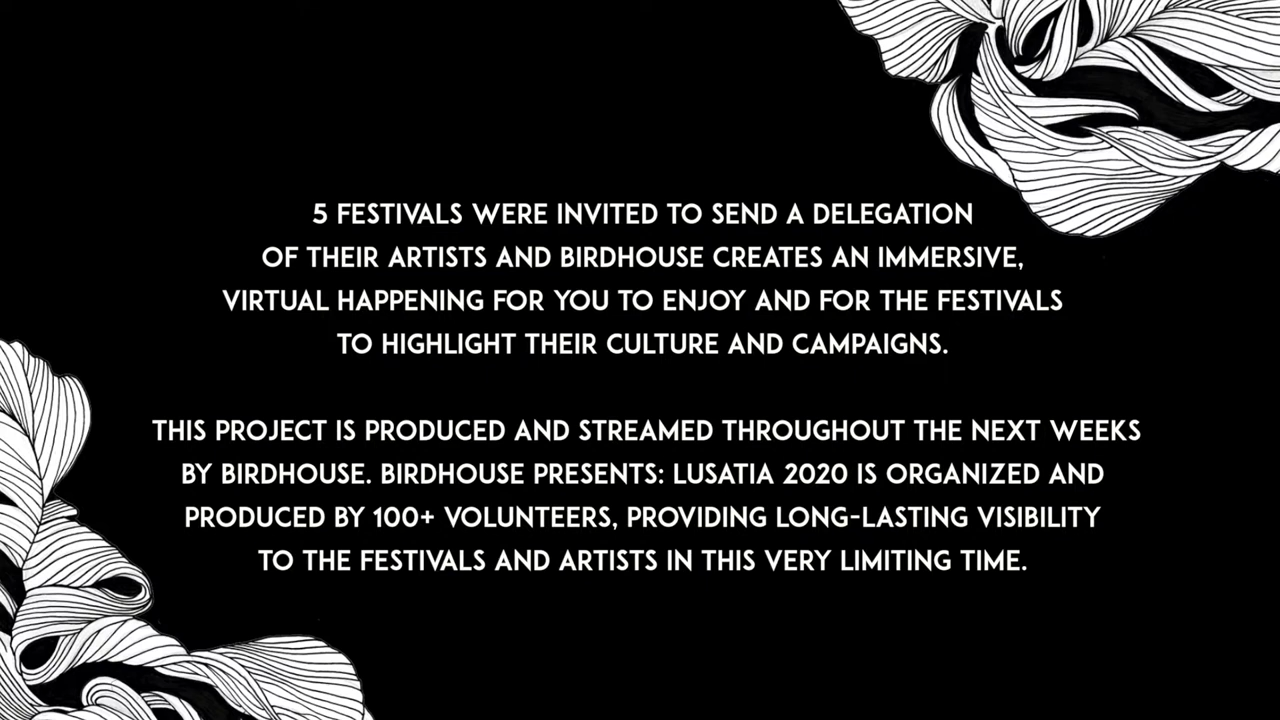 5 FESTIVALS WERE INVITED TO SEND A DELEGATION
OF THEIR ARTISTS AND BIRDHOUSE CREATES AN IMMERSIVE,
VIRTUAL HAPPENING FOR YOU TO ENJOY AND FOR THE FESTIVALS
TO HIGHLIGHT THEIR CULTURE AND CAMPAIGNS.
THIS PROJECT IS PRODUCED AND STREAMED THROUGHOUT THE NEXT WEEKS
BY BIRDHOUSE. BIRDHOUSE PRESENTS: LUSATIA 2020 IS ORGANIZED AND
PRODUCED BY 100+ VOLUNTEERS, PROVIDING LONG-LASTING VISIBILITY
TO THE FESTIVALS AND ARTISTS IN THIS VERY LIMITING TIME.